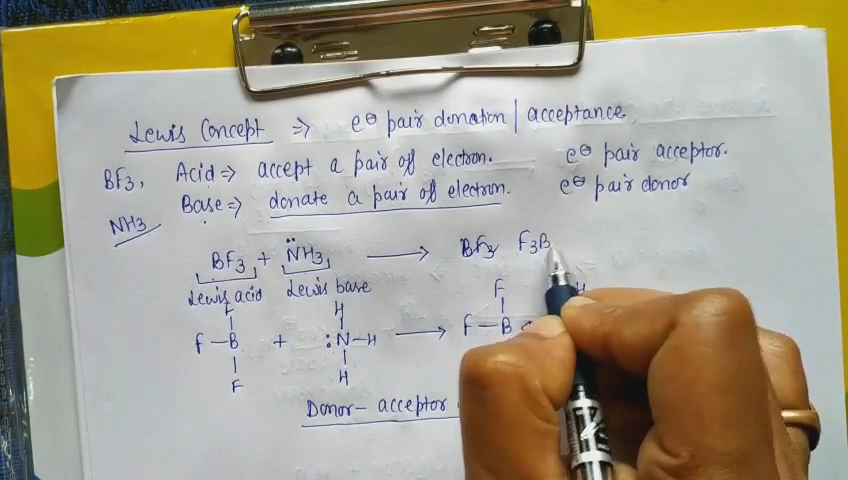 Lewis Concept ⇒ e⊖ pair donation | acceptance.
BF3, Acid ⇒ accept a pair of electron. e⊖ pair acceptor.
NH3 Base ⇒ donate a pair of electron. e⊖ pair donor
BF3 + N̈H3 → BF3 F3B
Lewis acid Lewis base
F H F H
F—B + :N—H → F—B
F H
Donor- acceptor